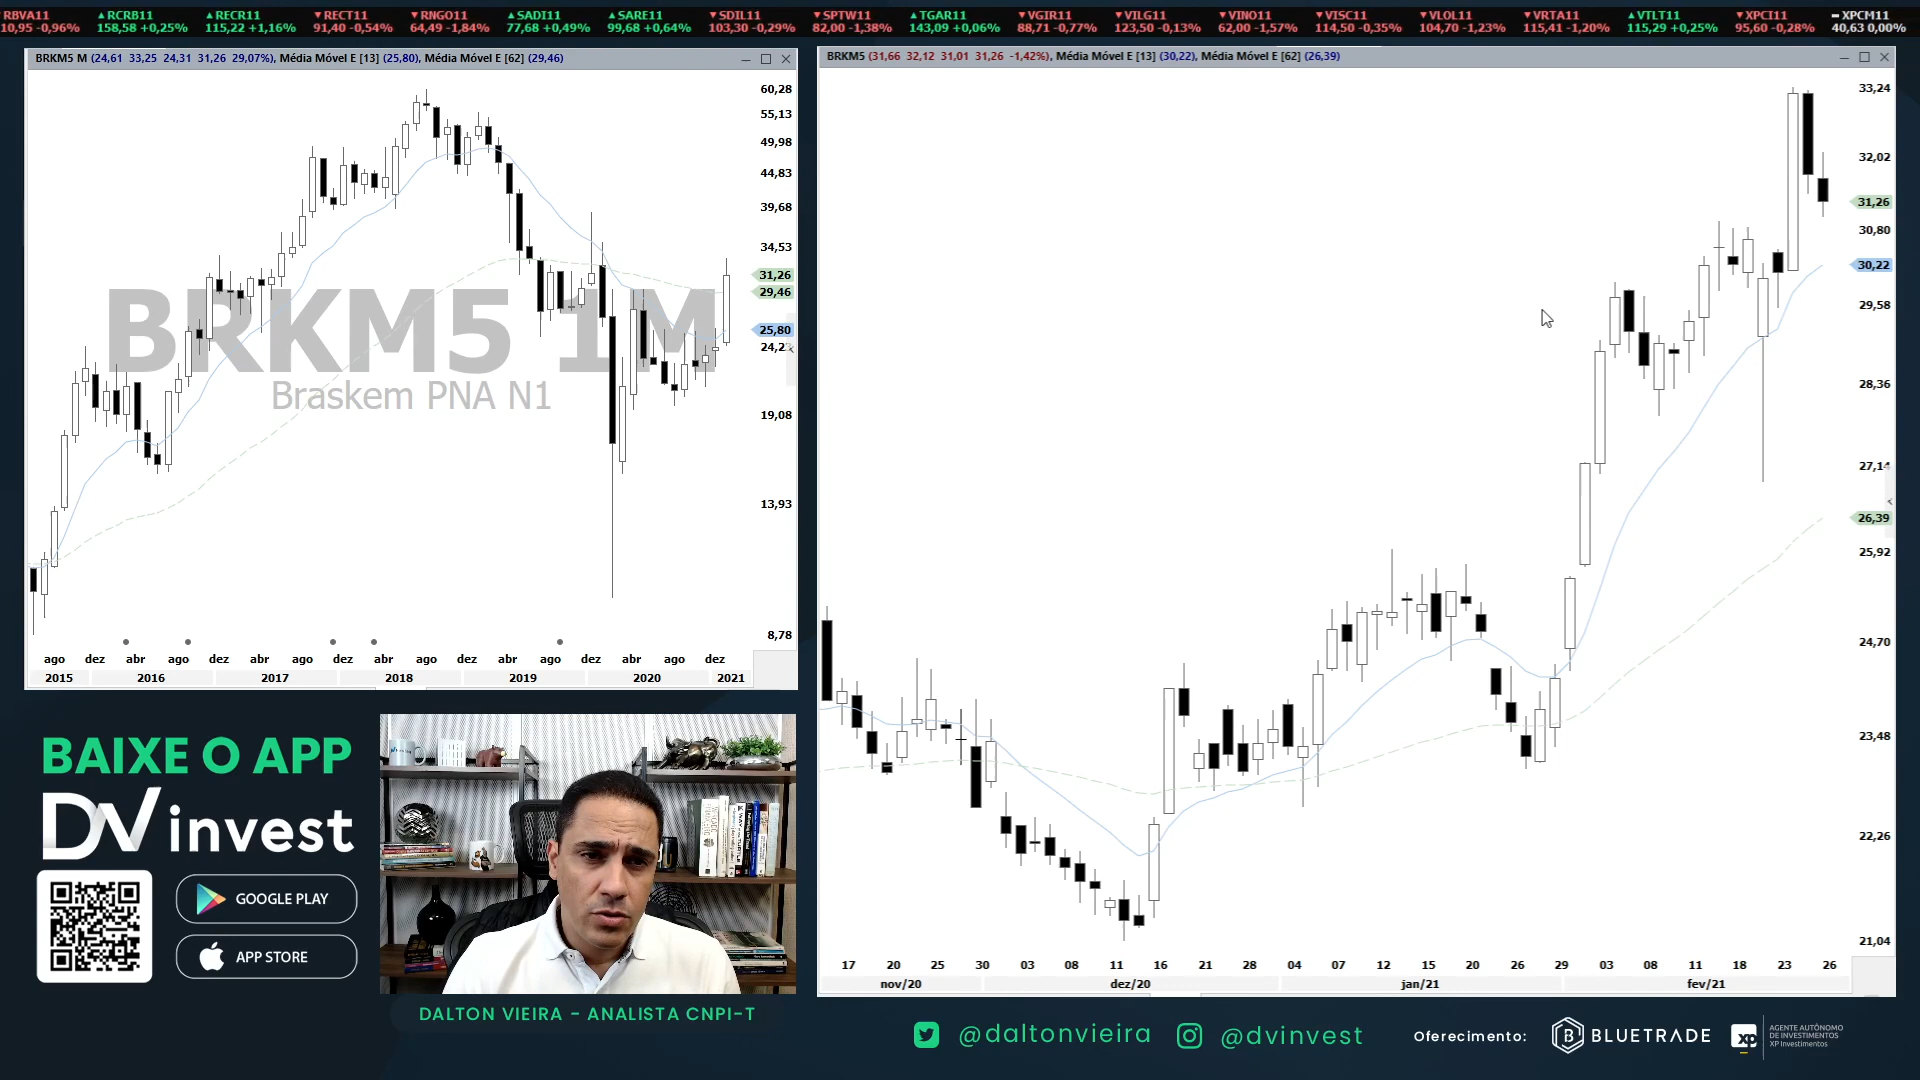 RBVA11 ▲RCRB11 ▲RECR11 ▼RECT11 ▼RNGO11 ▲SADI11 ▲SARE11 ▼SDIL11 ▼SPTW11 ▲TGAR11 ▼VGIR11 ▼VILG11 ▼VINO11 ▼VISC11 ▼VLOL11 ▼VRTA11 ▲VTLT11 ▼XPCI11 XPCM11
10,95 -0,96% 158,58 +0,25% 115,22 +1,16% 91,40 -0,54% 64,49 -1,84% 77,68 +0,49% 99,68 +0,64% 103,30 -0,29% 82,00 -1,38% 143,09 +0,06% 88,71 -0,77% 123,50 -0,13% 62,00 -1,57% 114,50 -0,35% 104,70 -1,23% 115,41 -1,20% 115,29 +0,25% 95,60 -0,28% 40,63 0,00%
BRKM5 M (24,61 33,25 24,31 31,26 29,07%), Média Móvel E [13] (25,80), Média Móvel E [62] (29,46)
60,28
55,13
49,98
44,83
39,68
34,53
31,26
29,46
25,80
19,08
13,93
8,78
BRKM5 1M
Braskem PNA N1
ago dez abr ago dez abr ago dez abr ago dez abr ago dez abr ago dez
2015 2016 2017 2018 2019 2020 2021
BRKM5 (31,66 32,12 31,01 31,26 -1,42%), Média Móvel E [13] (30,22), Média Móvel E [62] (26,39)
33,24
32,02
31,26
30,80
30,22
29,58
28,36
27,14
26,39
25,92
24,70
23,48
22,26
21,04
17 20 25 30 03 08 11 16 21 28 04 07 12 15 20 26 29 03 08 11 18 23 26
nov/20 dez/20 jan/21 fev/21
BAIXE O APP
DV invest
GOOGLE PLAY
APP STORE
DALTON VIEIRA - ANALISTA CNPI-T
@daltonvieira @dvinvest
Oferecimento: BLUETRADE
xp
AGENTE AUTÔNOMO
DE INVESTIMENTOS
XP Investimentos